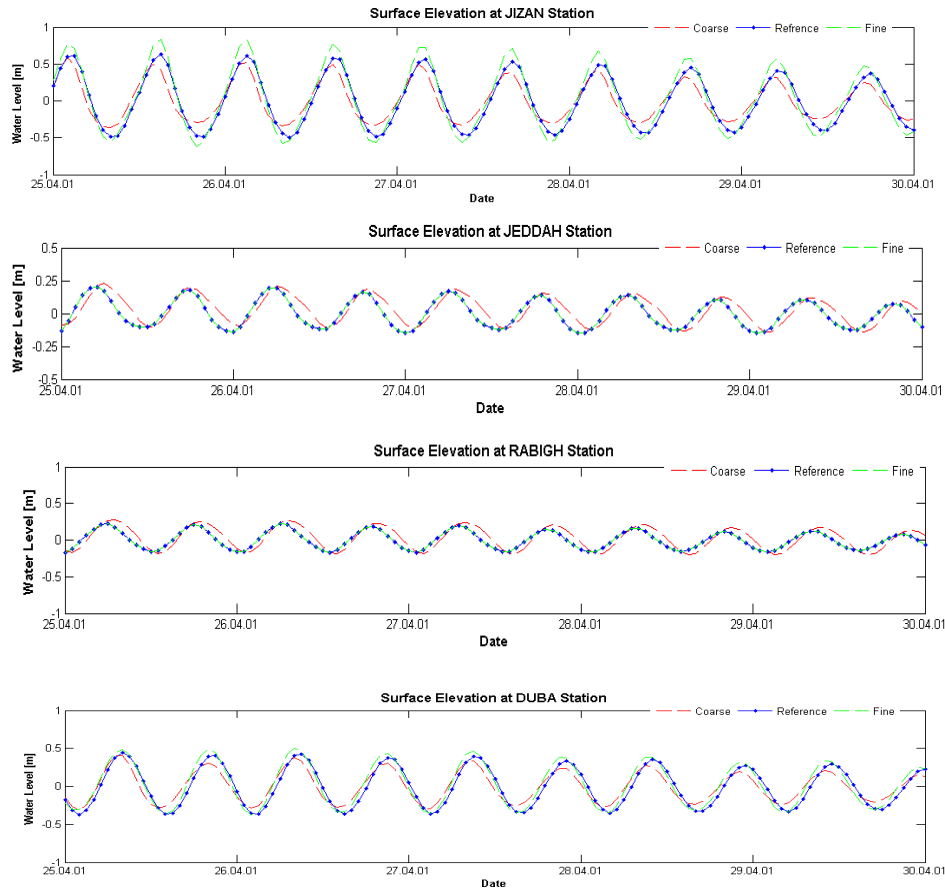 Surface Elevation at JIZAN Station
Coarse Refrence Fine
Water Level [m]
1
0.5
0
-0.5
-1
25.04.01 26.04.01 27.04.01 28.04.01 29.04.01 30.04.01
Date
Surface Elevation at JEDDAH Station
Coarse Reference Fine
Water Level [m]
0.5
0.25
0
-0.25
-0.5
25.04.01 26.04.01 27.04.01 28.04.01 29.04.01 30.04.01
Date
Surface Elevation at RABIGH Station
Coarse Reference Fine
Water Level [m]
1
0.5
0
-0.5
-1
25.04.01 26.04.01 27.04.01 28.04.01 29.04.01 30.04.01
Date
Surface Elevation at DUBA Station
Coarse Reference Fine
Water Level [m]
1
0.5
0
-0.5
-1
25.04.01 26.04.01 27.04.01 28.04.01 29.04.01 30.04.01
Date